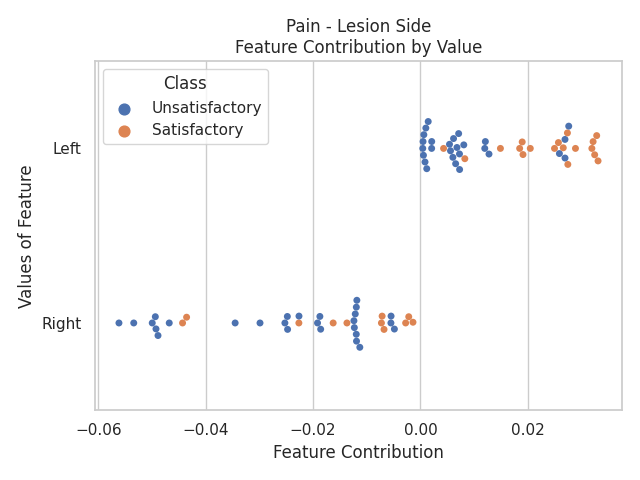 Pain - Lesion Side
Feature Contribution by Value
Class
Unsatisfactory
Satisfactory
Values of Feature
Left
Right
−0.06 −0.04 −0.02 0.00 0.02
Feature Contribution